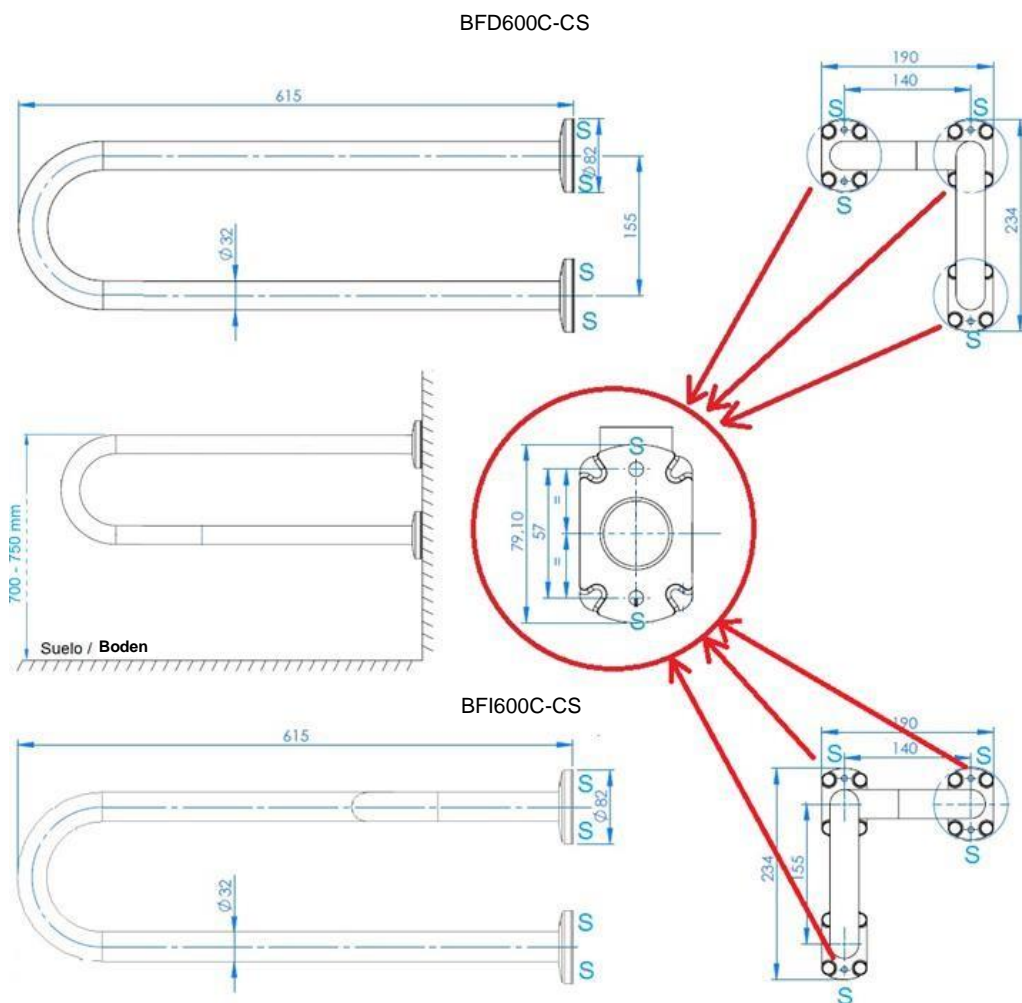 BFD600C-CS
615
S
Ø82
S
155
Ø32
S
S
190
140
S
S
S
234
S
700 - 750 mm
Suelo / Boden
S
79,10
57
=
=
S
BFI600C-CS
615
S
Ø82
S
Ø32
S
S
190
140
S
S
S
234
155
S